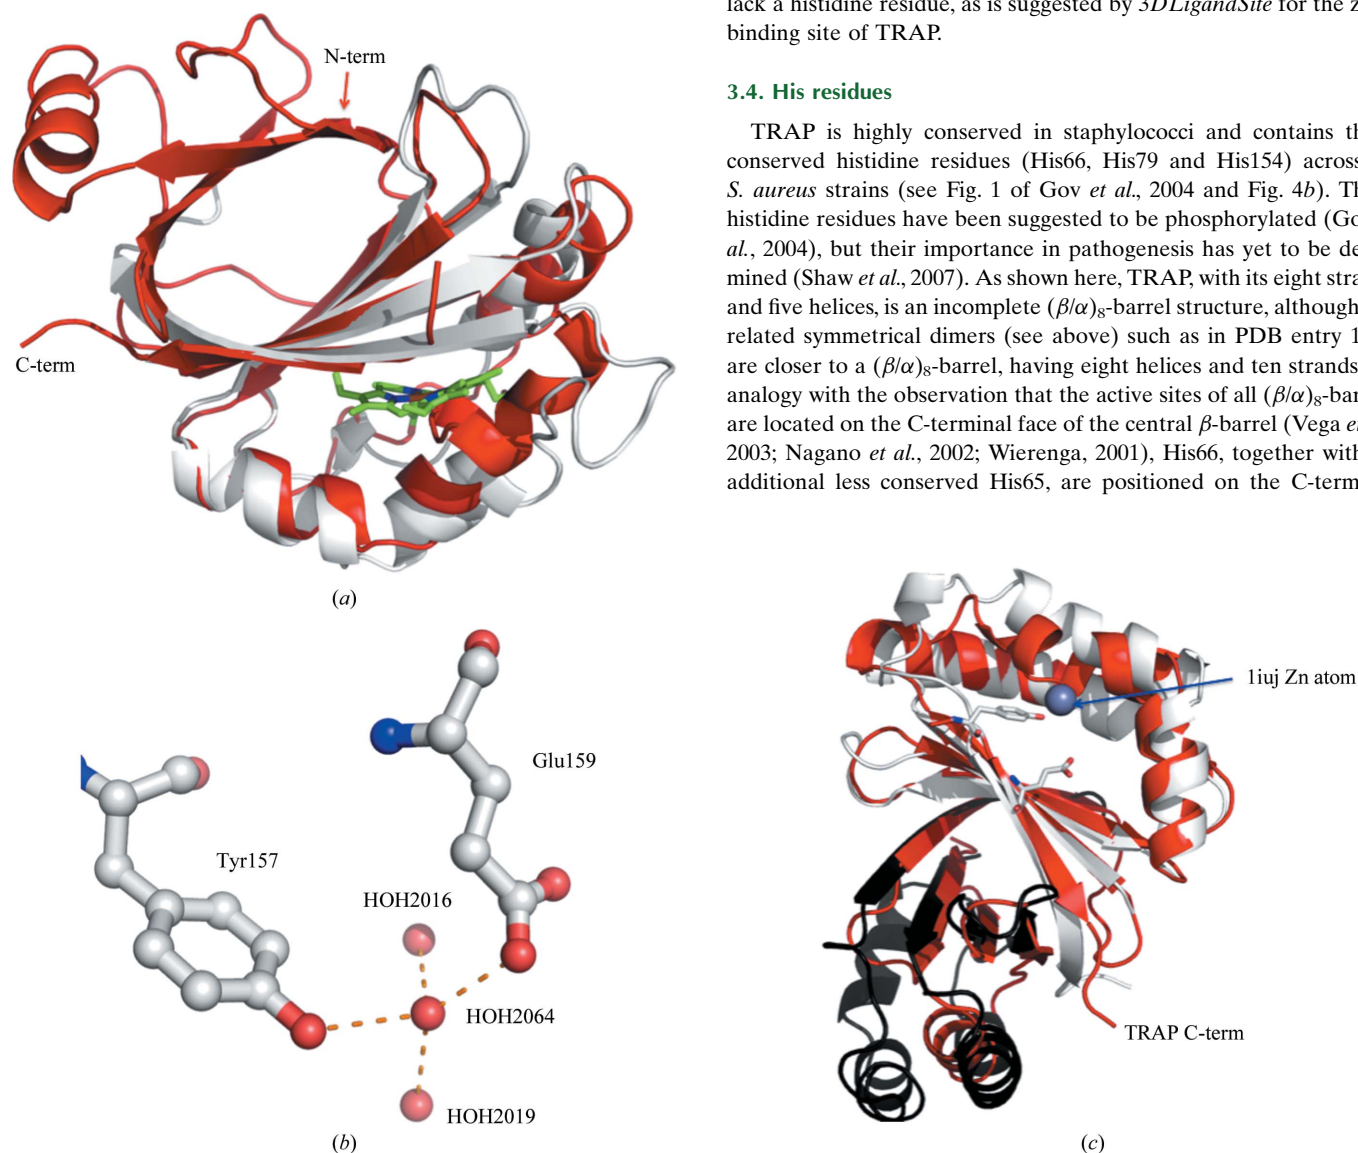 N-term
C-term
(a)
Glu159
Tyr157
HOH2016
HOH2064
HOH2019
(b)
lack a histidine residue, as is suggested by 3DLigandSite for the z
binding site of TRAP.
3.4. His residues
TRAP is highly conserved in staphylococci and contains th
conserved histidine residues (His66, His79 and His154) across
S. aureus strains (see Fig. 1 of Gov et al., 2004 and Fig. 4b). Th
histidine residues have been suggested to be phosphorylated (Go
al., 2004), but their importance in pathogenesis has yet to be de
mined (Shaw et al., 2007). As shown here, TRAP, with its eight stra
and five helices, is an incomplete (β/α)₈-barrel structure, although
related symmetrical dimers (see above) such as in PDB entry 1
are closer to a (β/α)₈-barrel, having eight helices and ten strands
analogy with the observation that the active sites of all (β/α)₈-bar
are located on the C-terminal face of the central β-barrel (Vega e
2003; Nagano et al., 2002; Wierenga, 2001), His66, together with
additional less conserved His65, are positioned on the C-term
1iuj Zn atom
TRAP C-term
(c)